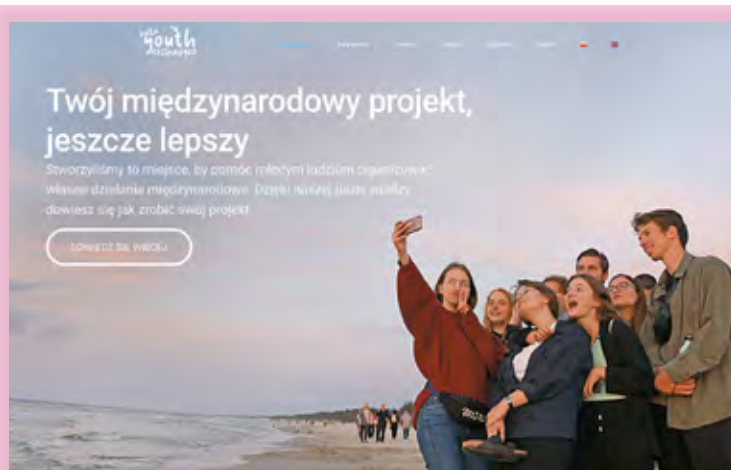 youth
Twój międzynarodowy projekt,
jeszcze lepszy
Stworzyliśmy to miejsce, by pomóc młodym ludziom organizować
własne działania międzynarodowe. Dzięki naszej bazie wiedzy
dowiesz się jak zrobić swój projekt
DOWIEDZ SIĘ WIĘCEJ